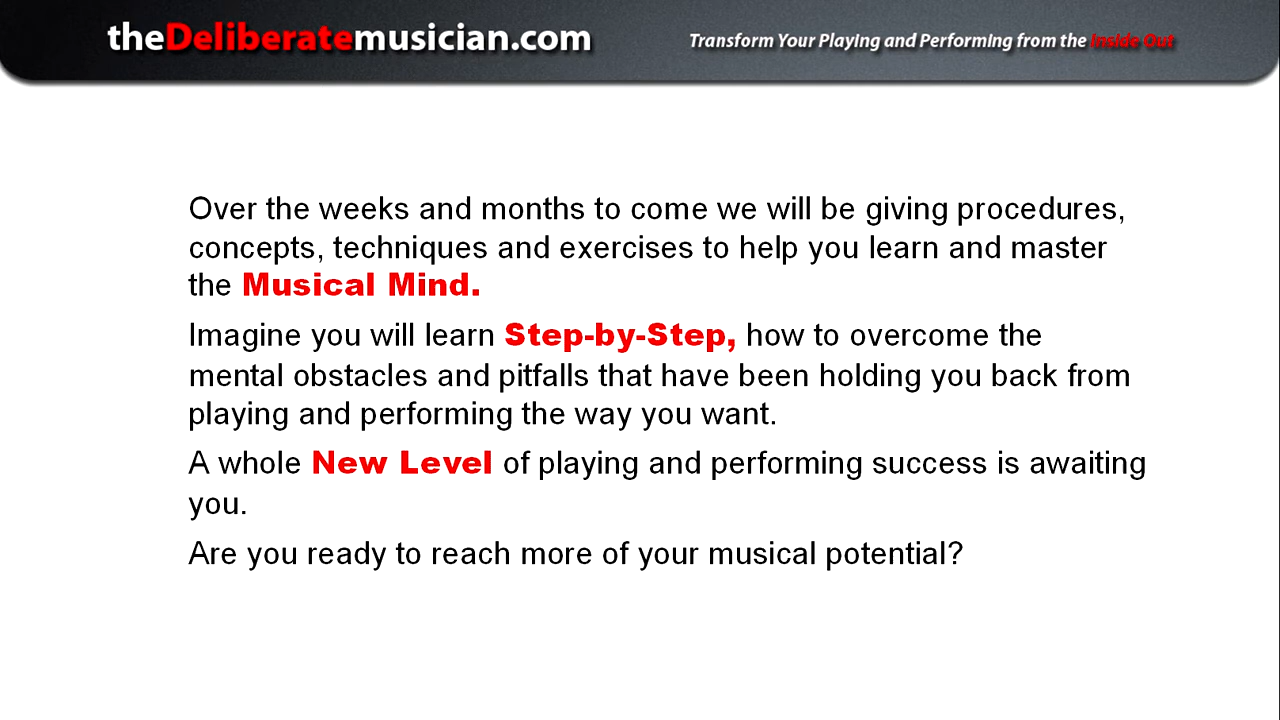 theDeliberatemusician.com
Transform Your Playing and Performing from the Inside Out
Over the weeks and months to come we will be giving procedures,
concepts, techniques and exercises to help you learn and master
the Musical Mind.
Imagine you will learn Step-by-Step, how to overcome the
mental obstacles and pitfalls that have been holding you back from
playing and performing the way you want.
A whole New Level of playing and performing success is awaiting
you.
Are you ready to reach more of your musical potential?